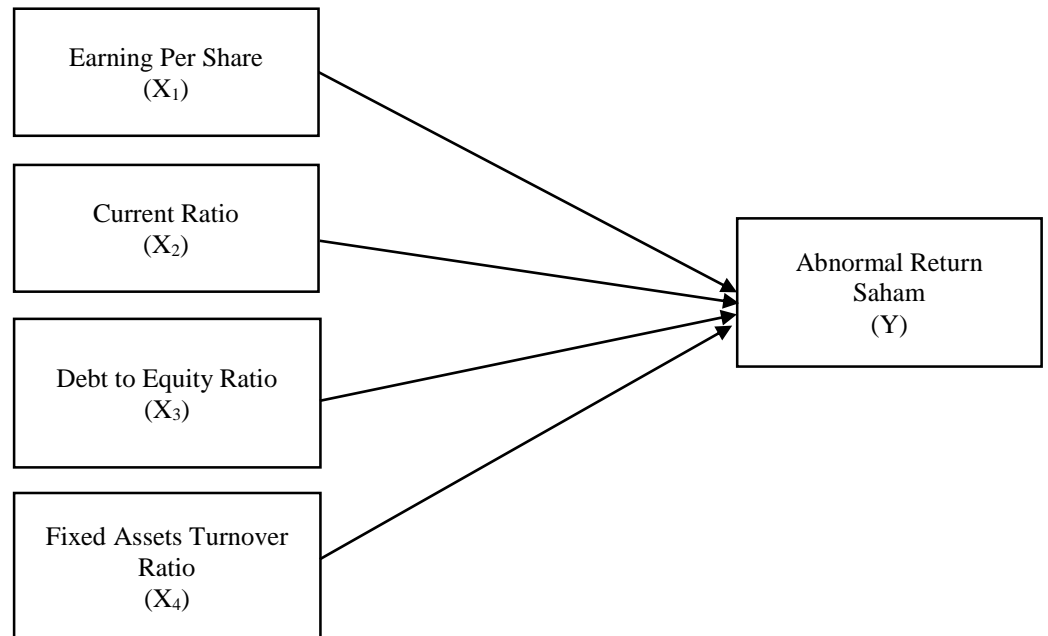 Earning Per Share
(X₁)
Current Ratio
(X₂)
Debt to Equity Ratio
(X₃)
Fixed Assets Turnover
Ratio
(X₄)
Abnormal Return
Saham
(Y)